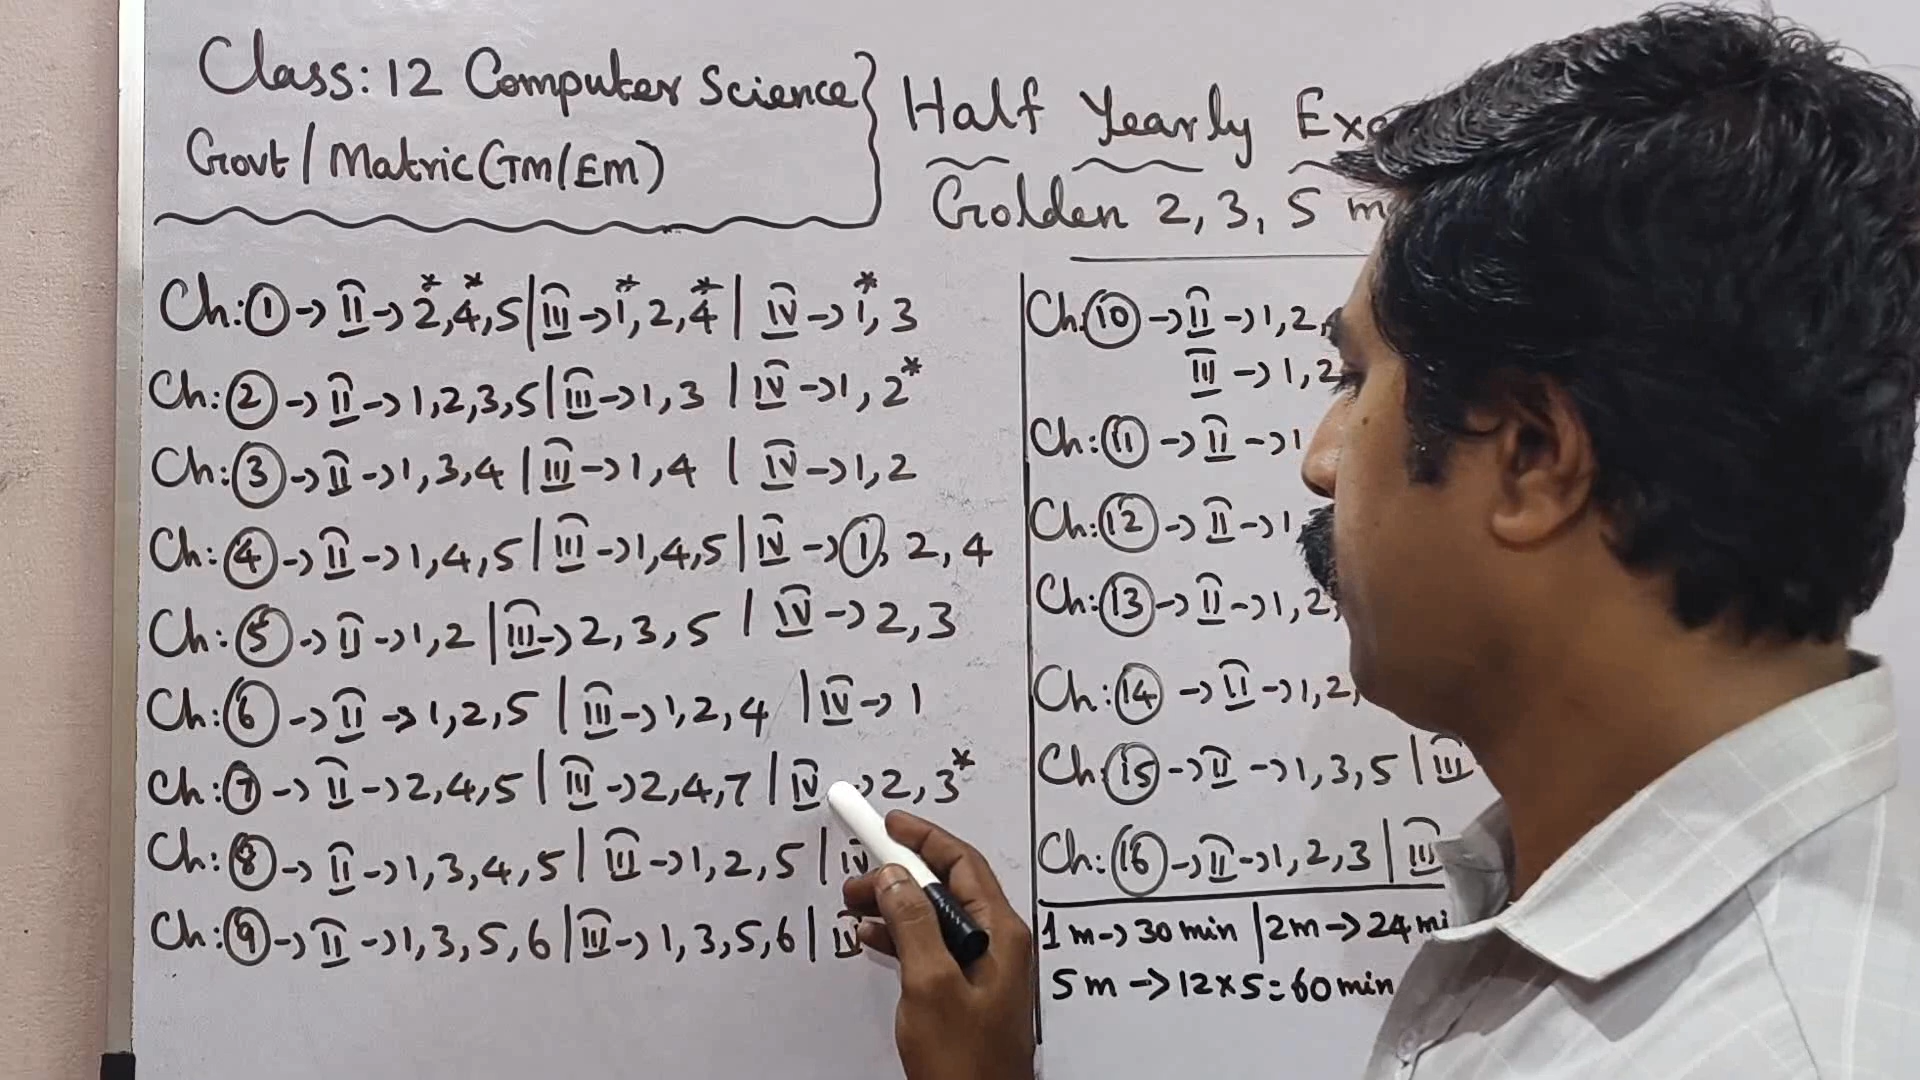 Class: 12 Computer Science
Govt / Matric (TM/EM)
Half Yearly
Golden 2, 3, 5 m
Ch: 1 -> II -> 2*, 4*, 5 | III -> 1*, 2, 4* | IV -> 1*, 3
Ch: 2 -> II -> 1, 2, 3, 5 | III -> 1, 3 | IV -> 1, 2*
Ch: 3 -> II -> 1, 3, 4 | III -> 1, 4 | IV -> 1, 2
Ch: 4 -> II -> 1, 4, 5 | III -> 1, 4, 5 | IV -> 1, 2, 4
Ch: 5 -> II -> 1, 2 | III -> 2, 3, 5 | IV -> 2, 3
Ch: 6 -> II -> 1, 2, 5 | III -> 1, 2, 4 | IV -> 1
Ch: 7 -> II -> 2, 4, 5 | III -> 2, 4, 7 | IV -> 2, 3*
Ch: 8 -> II -> 1, 3, 4, 5 | III -> 1, 2, 5 | IV
Ch: 9 -> II -> 1, 3, 5, 6 | III -> 1, 3, 5, 6 | IV
Ch: 10 -> II -> 1, 2,
III -> 1, 2
Ch: 11 -> II -> 1
Ch: 12 -> II -> 1
Ch: 13 -> II -> 1, 2,
Ch: 14 -> II -> 1, 2,
Ch: 15 -> II -> 1, 3, 5 | III
Ch: 16 -> II -> 1, 2, 3 | III
1 m -> 30 min | 2 m -> 24
5 m -> 12 x 5 = 60 min